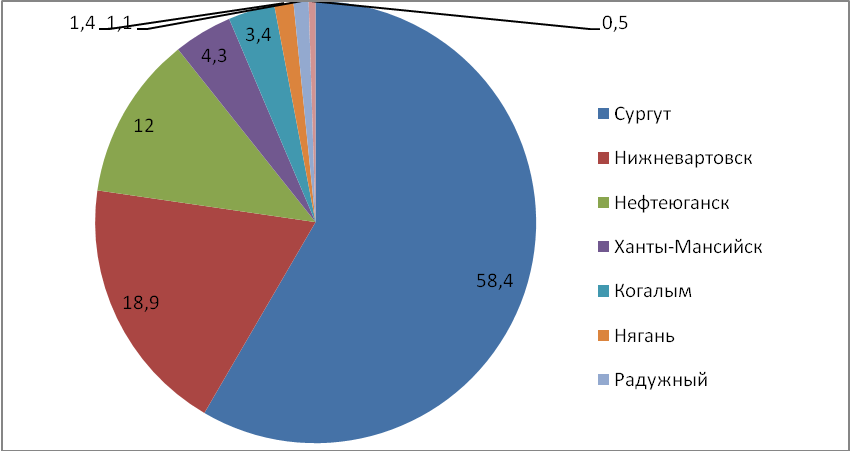 1,4 1,1 0,5
3,4
4,3
12
58,4
18,9
Сургут
Нижневартовск
Нефтеюганск
Ханты-Мансийск
Когалым
Нягань
Радужный